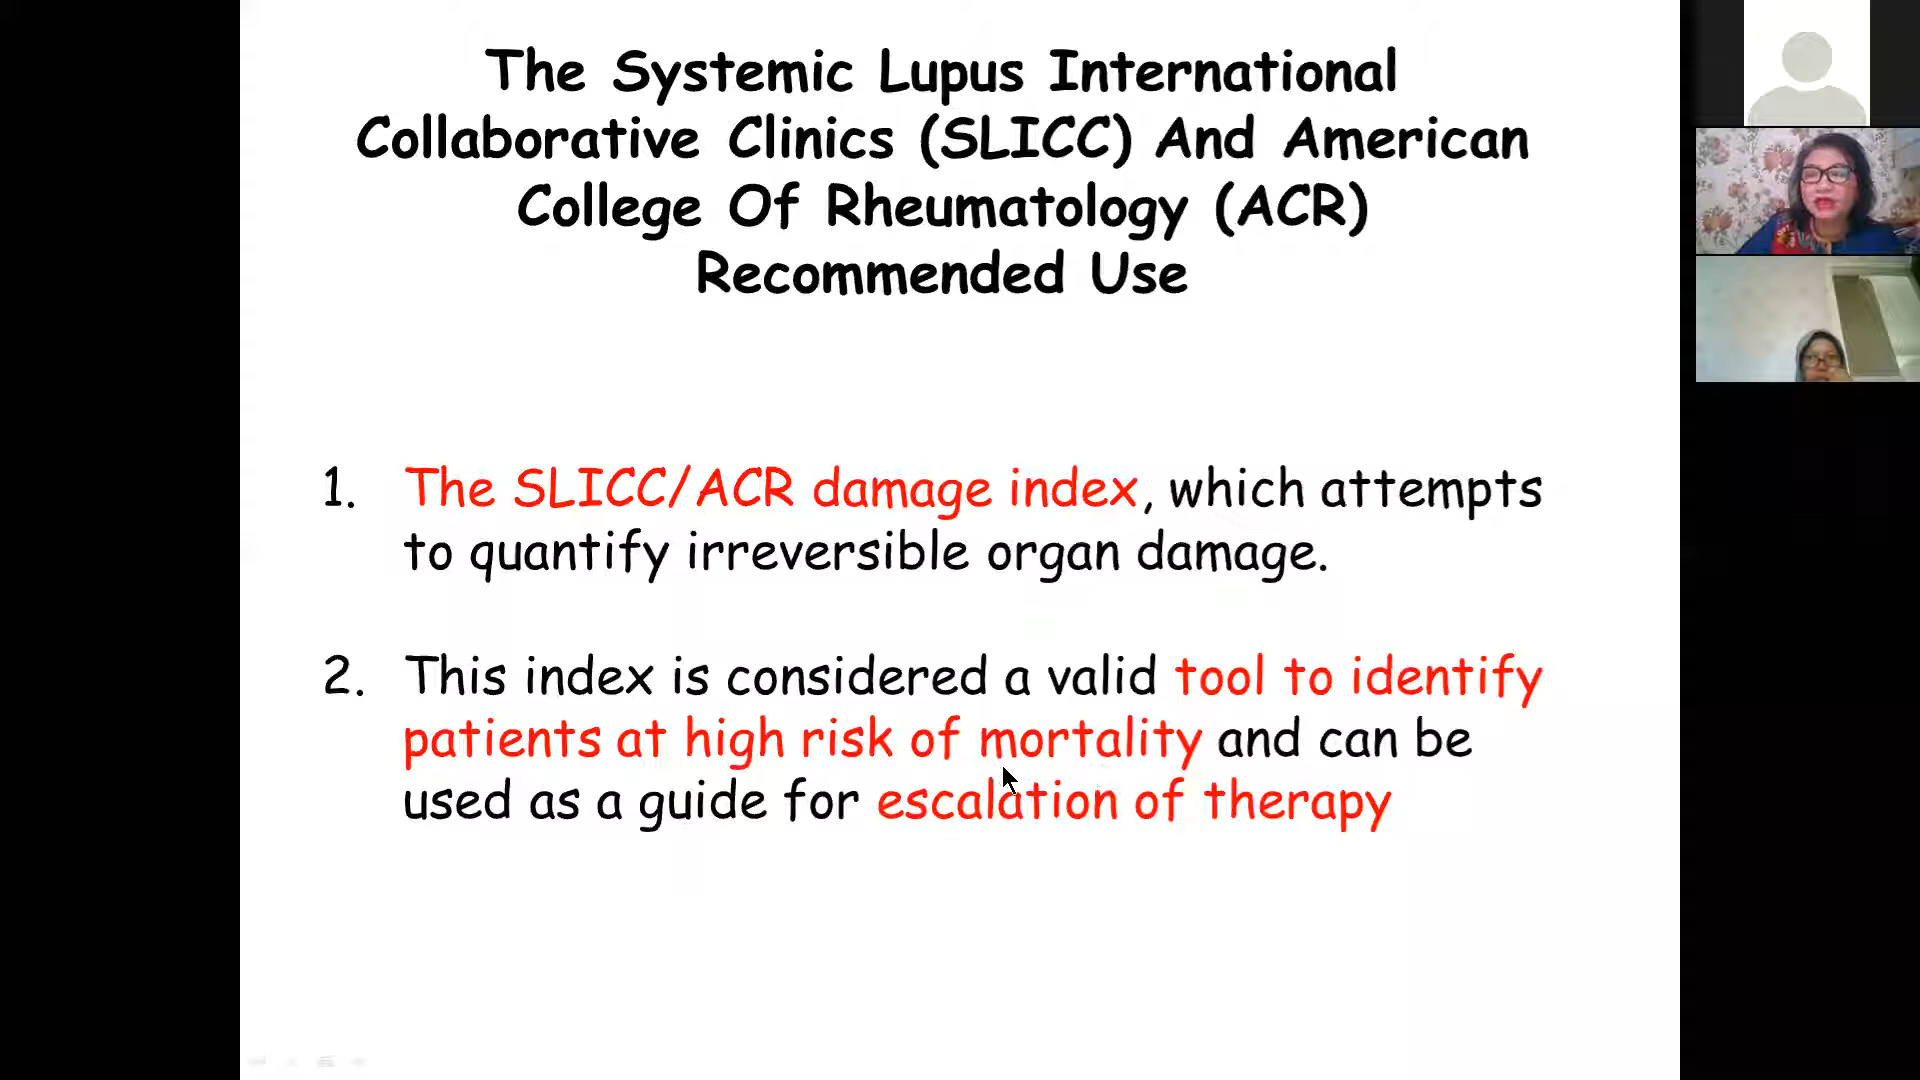 The Systemic Lupus International
Collaborative Clinics (SLICC) And American
College Of Rheumatology (ACR)
Recommended Use
1. The SLICC/ACR damage index, which attempts
to quantify irreversible organ damage.
2. This index is considered a valid tool to identify
patients at high risk of mortality and can be
used as a guide for escalation of therapy